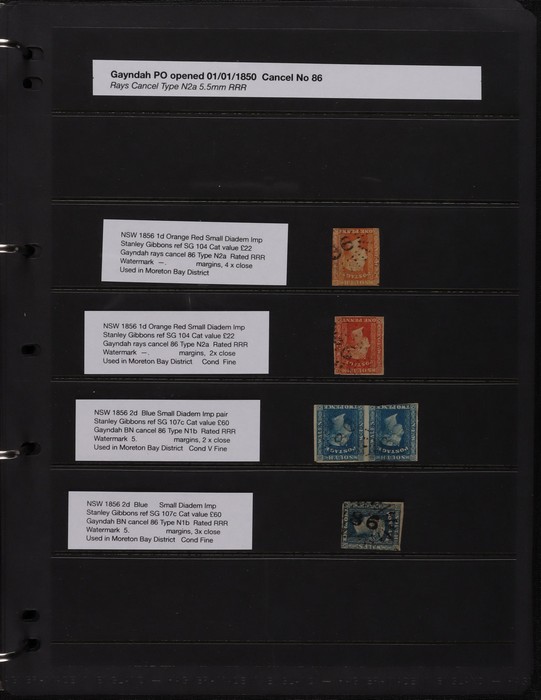 Gayndah PO opened 01/01/1850 Cancel No 86
Rays Cancel Type N2a 5.5mm RRR
NSW 1856 1d Orange Red Small Diadem Imp
Stanley Gibbons ref SG 104 Cat value £22
Gayndah rays cancel 86 Type N2a Rated RRR
Watermark –. margins, 4 x close
Used in Moreton Bay District
NSW 1856 1d Orange Red Small Diadem Imp
Stanley Gibbons ref SG 104 Cat value £22
Gayndah rays cancel 86 Type N2a Rated RRR
Watermark –. margins, 2x close
Used in Moreton Bay District Cond Fine
NSW 1856 2d Blue Small Diadem Imp pair
Stanley Gibbons ref SG 107c Cat value £60
Gayndah BN cancel 86 Type N1b Rated RRR
Watermark 5. margins, 2 x close
Used in Moreton Bay District Cond V Fine
POSTAGE
POSTAGE
NSW 1856 2d Blue Small Diadem Imp
Stanley Gibbons ref SG 107c Cat value £60
Gayndah BN cancel 86 Type N1b Rated RRR
Watermark 5. margins, 3x close
Used in Moreton Bay District Cond Fine